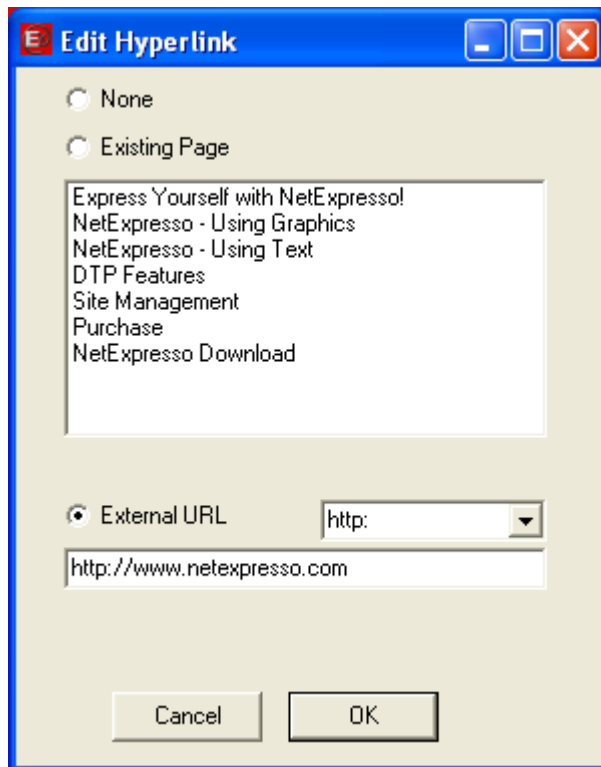 Edit Hyperlink
None
Existing Page
Express Yourself with NetExpresso!
NetExpresso - Using Graphics
NetExpresso - Using Text
DTP Features
Site Management
Purchase
NetExpresso Download
External URL http:
http://www.netexpresso.com
Cancel OK